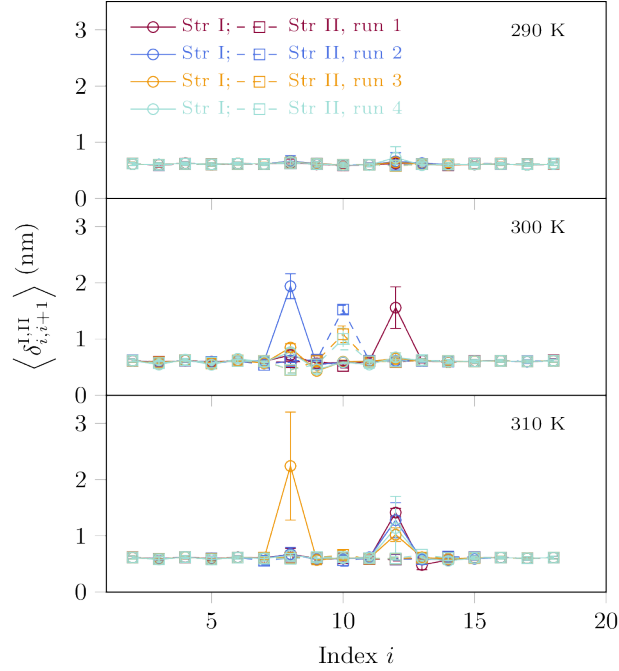 3
2
1
0
Str I; Str II, run 1
Str I; Str II, run 2
Str I; Str II, run 3
Str I; Str II, run 4
290 K
3
2
1
0
300 K
3
2
1
0
310 K
5 10 15 20
Index i
⟨δ^{I,II}_{i,i+1}⟩ (nm)